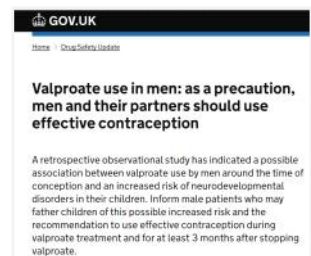 GOV.UK
Home > Drug Safety Update
Valproate use in men: as a precaution,
men and their partners should use
effective contraception
A retrospective observational study has indicated a possible
association between valproate use by men around the time of
conception and an increased risk of neurodevelopmental
disorders in their children. Inform male patients who may
father children of this possible increased risk and the
recommendation to use effective contraception during
valproate treatment and for at least 3 months after stopping
valproate.